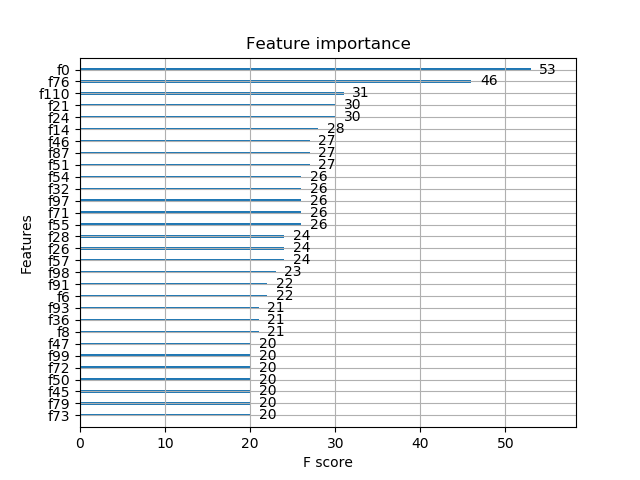 Feature importance
f0 53
f76 46
f110 31
f21 30
f24 30
f14 28
f46 27
f87 27
f51 27
f54 26
f32 26
f97 26
f71 26
f55 26
f28 24
f26 24
f57 24
f98 23
f91 22
f6 22
f93 21
f36 21
f8 21
f47 20
f99 20
f72 20
f50 20
f45 20
f79 20
f73 20
Features
0 10 20 30 40 50
F score